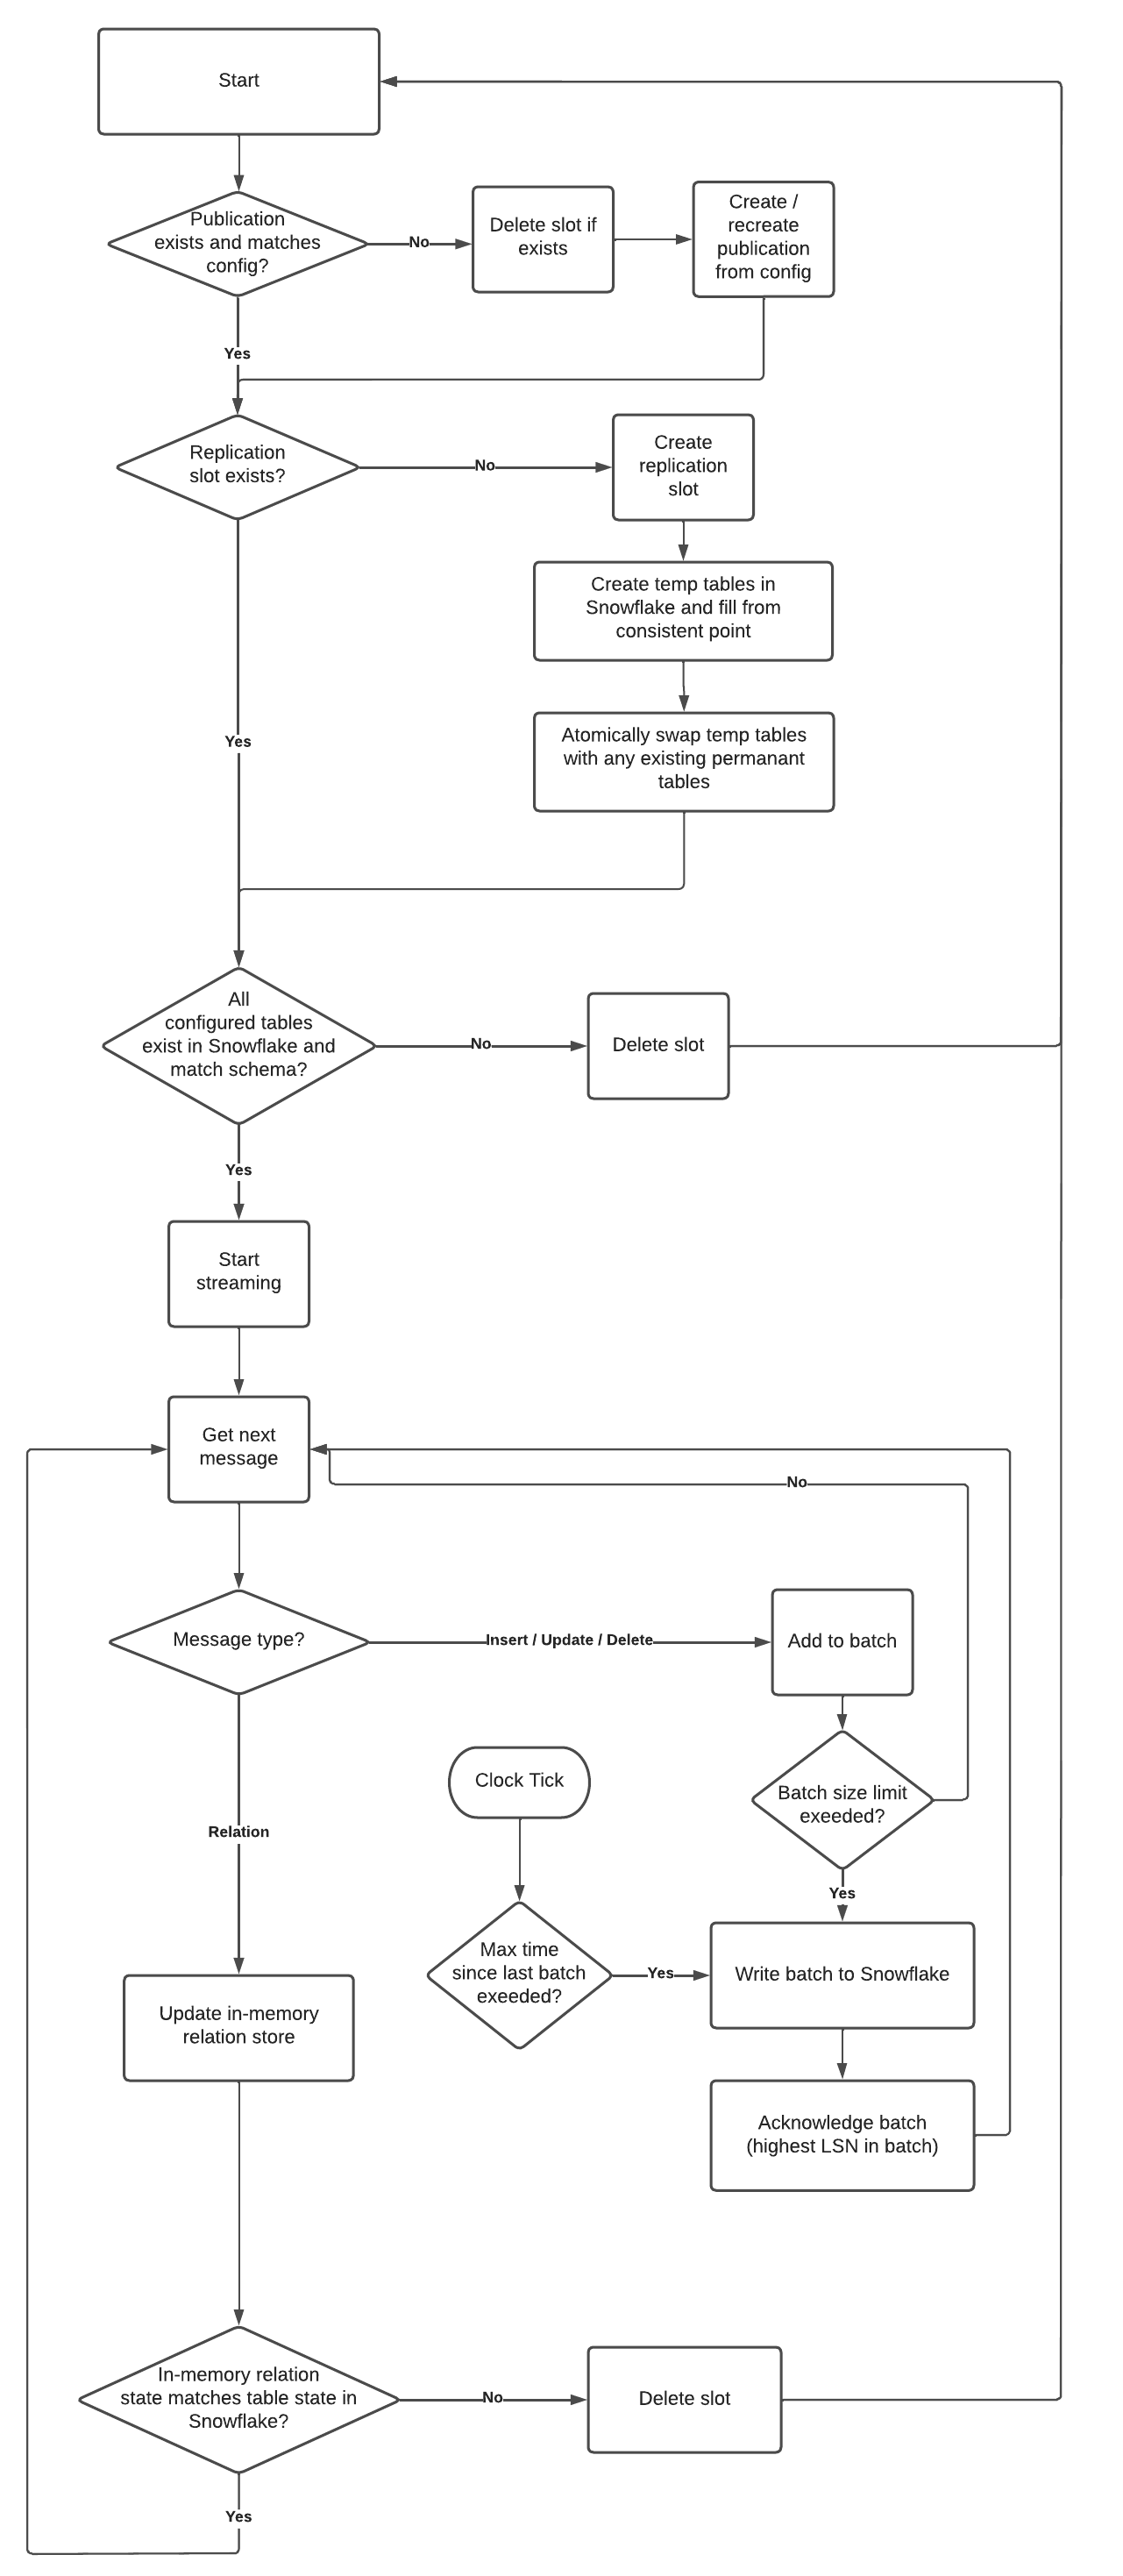 Start
Publication
exists and matches
config?
No
Delete slot if
exists
Create /
recreate
publication
from config
Yes
Replication
slot exists?
No
Create
replication
slot
Create temp tables in
Snowflake and fill from
consistent point
Yes
Atomically swap temp tables
with any existing permanant
tables
All
configured tables
exist in Snowflake and
match schema?
No
Delete slot
Yes
Start
streaming
Get next
message
No
Message type?
Insert / Update / Delete
Add to batch
Clock Tick
Batch size limit
exeeded?
Relation
Yes
Max time
since last batch
exeeded?
Yes
Write batch to Snowflake
Update in-memory
relation store
Acknowledge batch
(highest LSN in batch)
In-memory relation
state matches table state in
Snowflake?
No
Delete slot
Yes